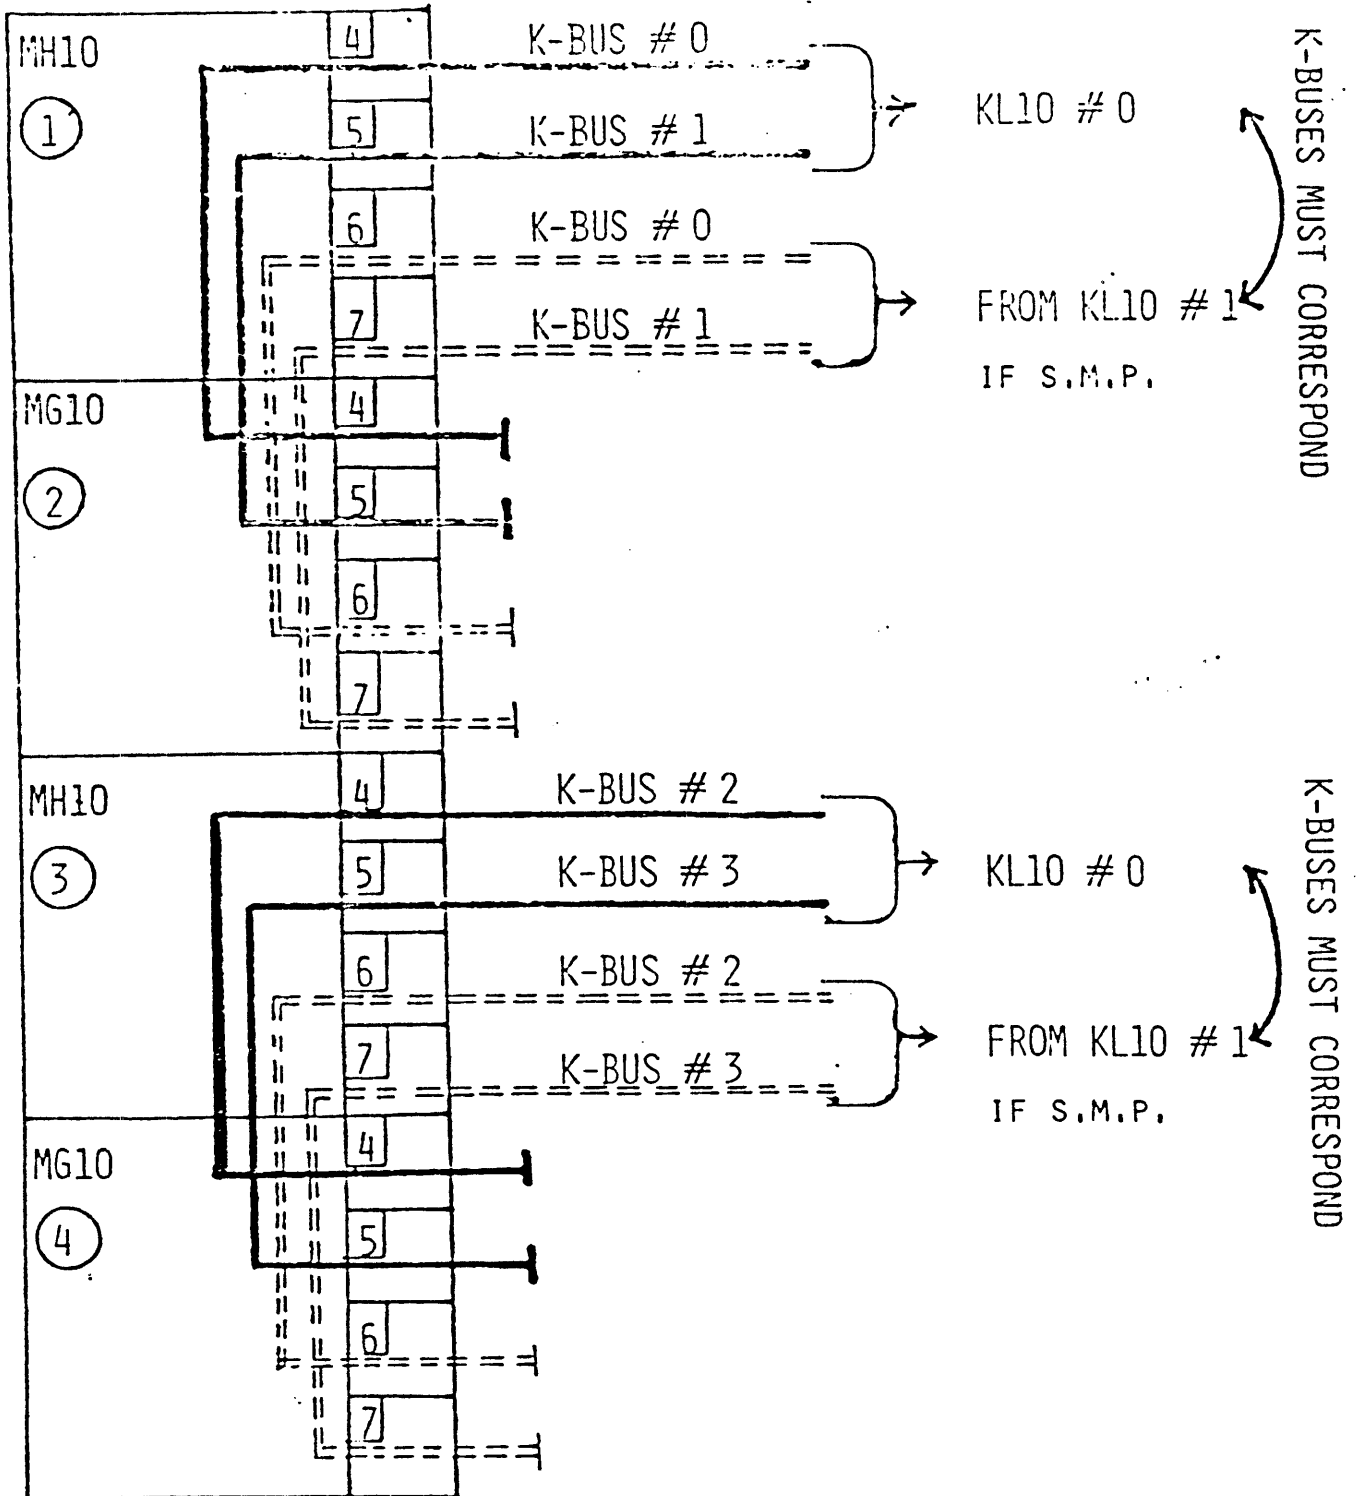 MH10
1
4
K-BUS # 0
5
K-BUS # 1
KL10 # 0
6
K-BUS # 0
7
K-BUS # 1
FROM KL10 # 1
IF S.M.P.
K-BUSES MUST CORRESPOND
MG10
2
4
5
6
7
MH10
3
4
K-BUS # 2
5
K-BUS # 3
KL10 # 0
6
K-BUS # 2
7
K-BUS # 3
FROM KL10 # 1
IF S.M.P.
K-BUSES MUST CORRESPOND
MG10
4
4
5
6
7